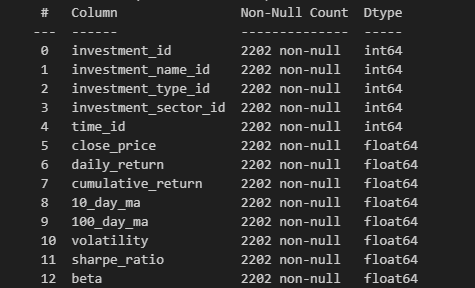 #   Column                Non-Null Count  Dtype
---  ------                --------------  -----
 0   investment_id         2202 non-null   int64
 1   investment_name_id    2202 non-null   int64
 2   investment_type_id    2202 non-null   int64
 3   investment_sector_id  2202 non-null   int64
 4   time_id               2202 non-null   int64
 5   close_price           2202 non-null   float64
 6   daily_return          2202 non-null   float64
 7   cumulative_return     2202 non-null   float64
 8   10_day_ma             2202 non-null   float64
 9   100_day_ma            2202 non-null   float64
 10  volatility            2202 non-null   float64
 11  sharpe_ratio          2202 non-null   float64
 12  beta                  2202 non-null   float64